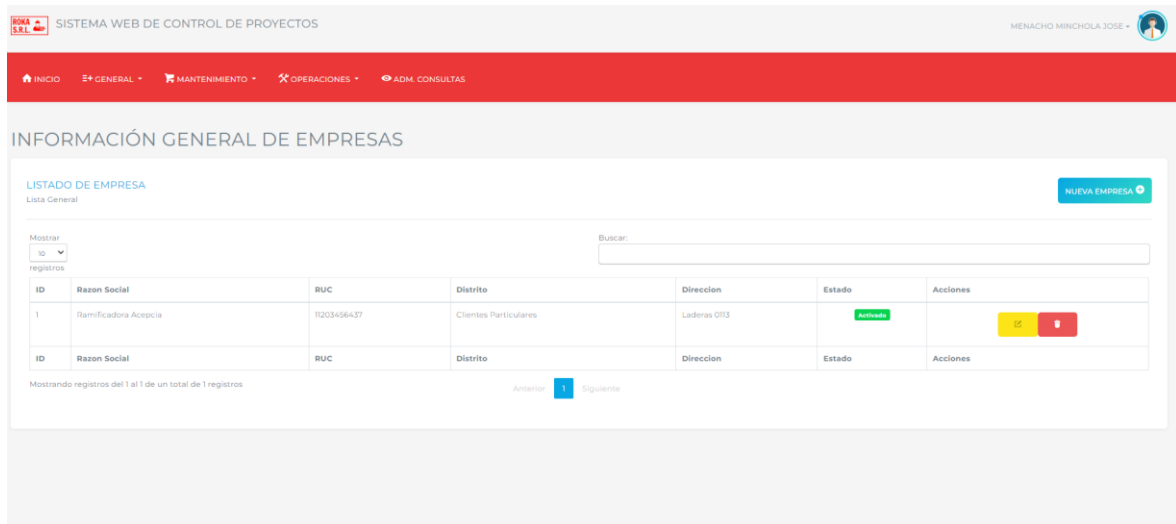 ROKA
S.R.L.
SISTEMA WEB DE CONTROL DE PROYECTOS
MENACHO MINCHOLA JOSE
INICIO GENERAL MANTENIMIENTO OPERACIONES ADM. CONSULTAS
INFORMACIÓN GENERAL DE EMPRESAS
LISTADO DE EMPRESA
NUEVA EMPRESA
Lista General
Mostrar
10
registros
Buscar:
ID Razon Social RUC Distrito Direccion Estado Acciones
1 Ramificadora Acepcia 11203456437 Clientes Particulares Laderas 0113 Activado
ID Razon Social RUC Distrito Direccion Estado Acciones
Mostrando registros del 1 al 1 de un total de 1 registros
Anterior 1 Siguiente